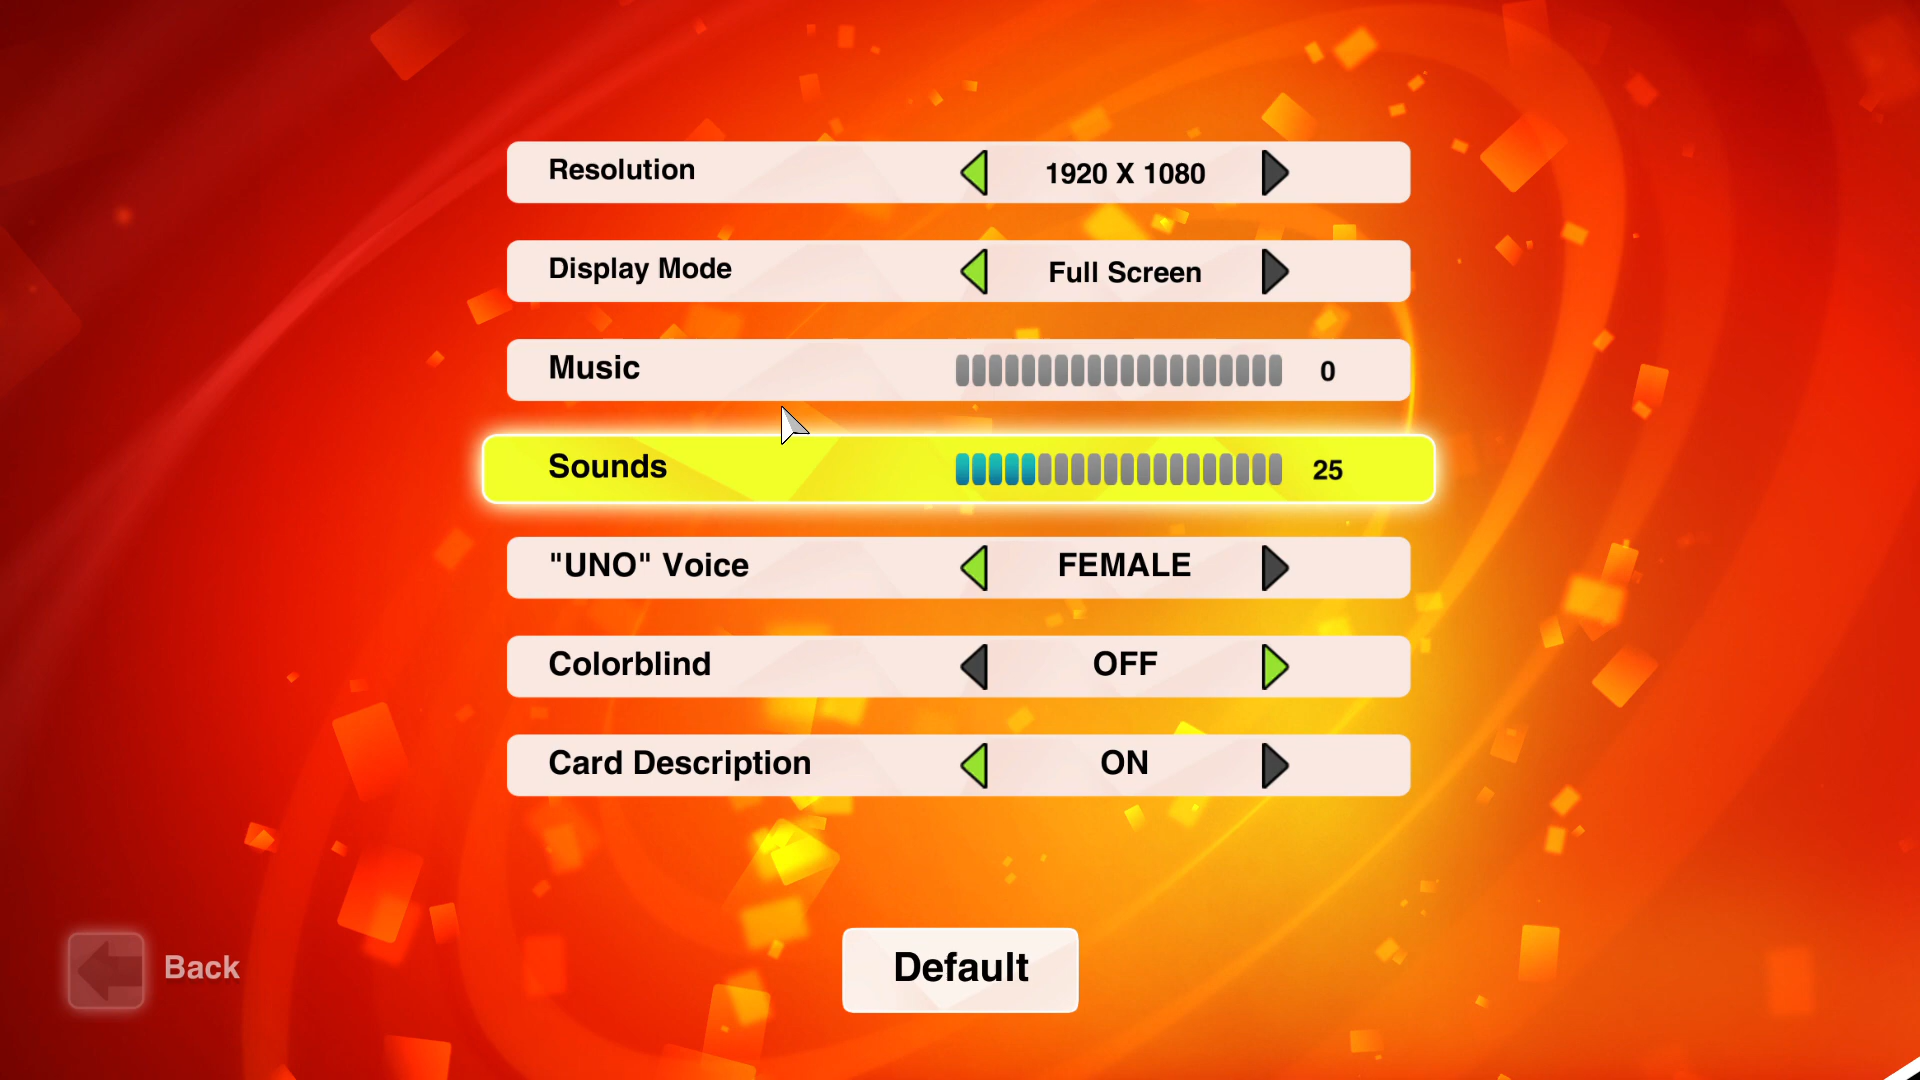 Resolution 1920 X 1080
Display Mode Full Screen
Music 0
Sounds 25
"UNO" Voice FEMALE
Colorblind OFF
Card Description ON
Back
Default